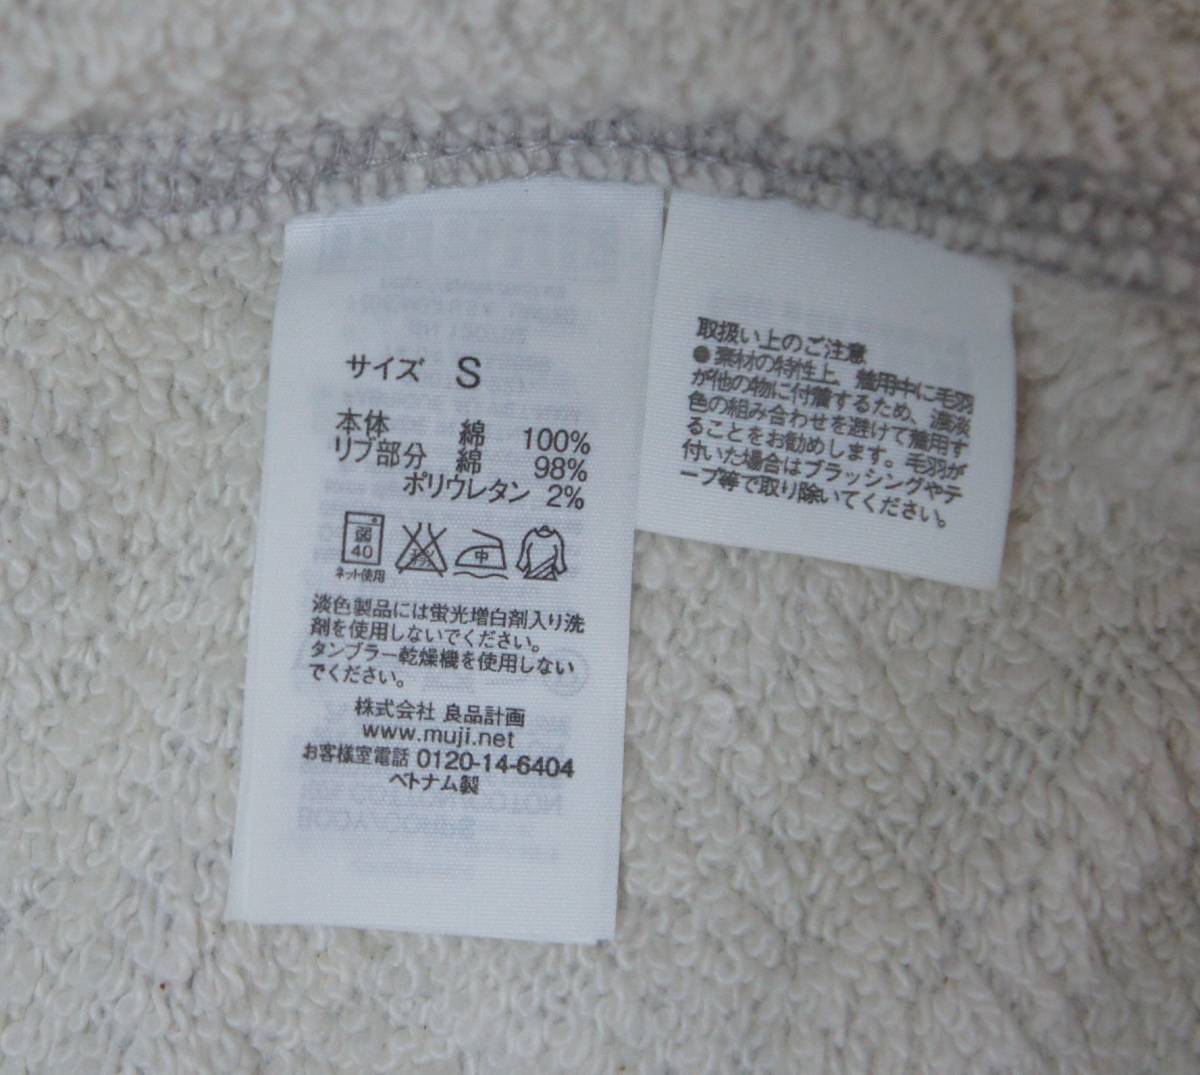 サイズ S
本体 綿 100%
リブ部分 綿 98%
ポリウレタン 2%
弱
40
中
ネット使用
淡色製品には蛍光増白剤入り洗
剤を使用しないでください。
タンブラー乾燥機を使用しない
でください。
株式会社 良品計画
www.muji.net
お客様室電話 0120-14-6404
ベトナム製
取扱い上のご注意
●素材の特性上、着用中に毛羽
が他の物に付着するため、濃淡
色の組み合わせを避けて着用す
ることをお勧めします。毛羽が
付いた場合はブラッシングやテ
ープ等で取り除いてください。